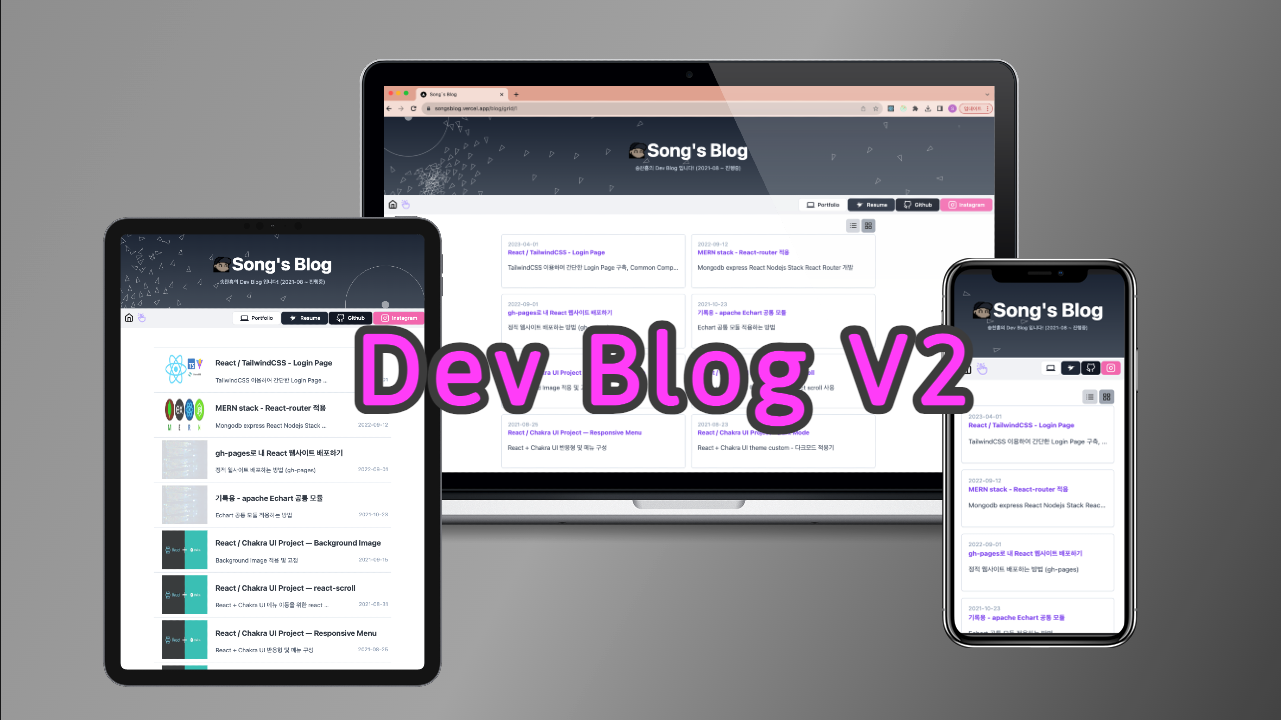 Dev Blog V2
Song's Blog
songsblog.vercel.app/blog/grid/1
Song's Blog
송찬흥의 Dev Blog 입니다! (2021-08 ~ 진행중)
Portfolio
Resume
Github
Instagram
2023-04-01
React / TailwindCSS - Login Page
TailwindCSS 이용하여 간단한 Login Page 구축, Common Comp...
2022-09-12
MERN stack - React-router 적용
Mongodb express React Nodejs Stack React Router 개방
2022-09-01
gh-pages로 내 React 웹사이트 배포하기
정적 웹사이트 배포하는 방법 (gh-
2021-10-23
기록용 - apache Echart 공통 모듈
Echart 공통 모듈 적용하는 방법
scroll 사용
2021-08-25
React / Chakra UI Project — Responsive Menu
React + Chakra UI 반응형 및 메뉴 구성
2021-08-23
React / Chakra UI
Mode
React + Chakra UI theme custom - 다크모드 적용기
Song's Blog
송찬흥의 Dev Blog 입니다! (2021-08 ~ 진행중)
Portfolio
Resume
Github
Instagram
React / TailwindCSS - Login Page
TailwindCSS 이용하여 간단한 Login Page ...
MERN stack - React-router 적용
Mongodb express React Nodejs Stack ...
2022-09-12
gh-pages로 내 React 웹사이트 배포하기
정적 웹사이트 배포하는 방법 (gh-pages)
2022-09-01
기록용 - apache Echart 공통 모듈
Echart 공통 모듈 적용하는 방법
2021-10-23
React / Chakra UI Project — Background Image
Background Image 적용 및 고정
2021-09-15
React / Chakra UI Project — react-scroll
React + Chakra UI 메뉴 이동을 위한 react ...
2021-08-31
React / Chakra UI Project — Responsive Menu
React + Chakra UI 반응형 및 메뉴 구성
2021-08-25
Song's Blog
송찬흥의 Dev Blog 입니다! (2021-08 ~ 진행중)
2023-04-01
React / TailwindCSS - Login Page
TailwindCSS 이용하여 간단한 Login Page 구축, ...
2022-09-12
MERN stack - React-router 적용
Mongodb express React Nodejs Stack Reac...
2022-09-01
gh-pages로 내 React 웹사이트 배포하기
정적 웹사이트 배포하는 방법 (gh-pages)
2021-10-23
기록용 - apache Echart 공통 모듈